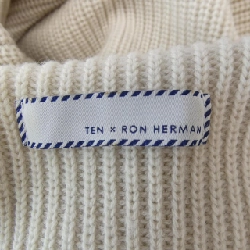 TEN × RON HERMAN